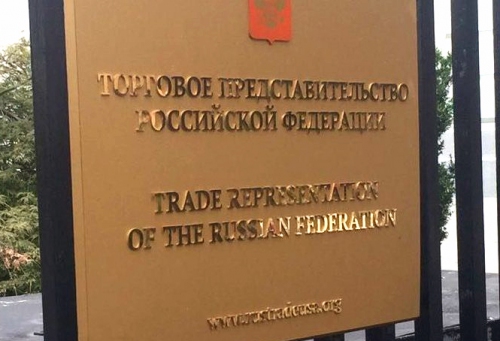 ТОРГОВОЕ ПРЕДСТАВИТЕЛЬСТВО
РОССИЙСКОЙ ФЕДЕРАЦИИ
TRADE REPRESENTATION
OF THE RUSSIAN FEDERATION
www.rustradeusa.org